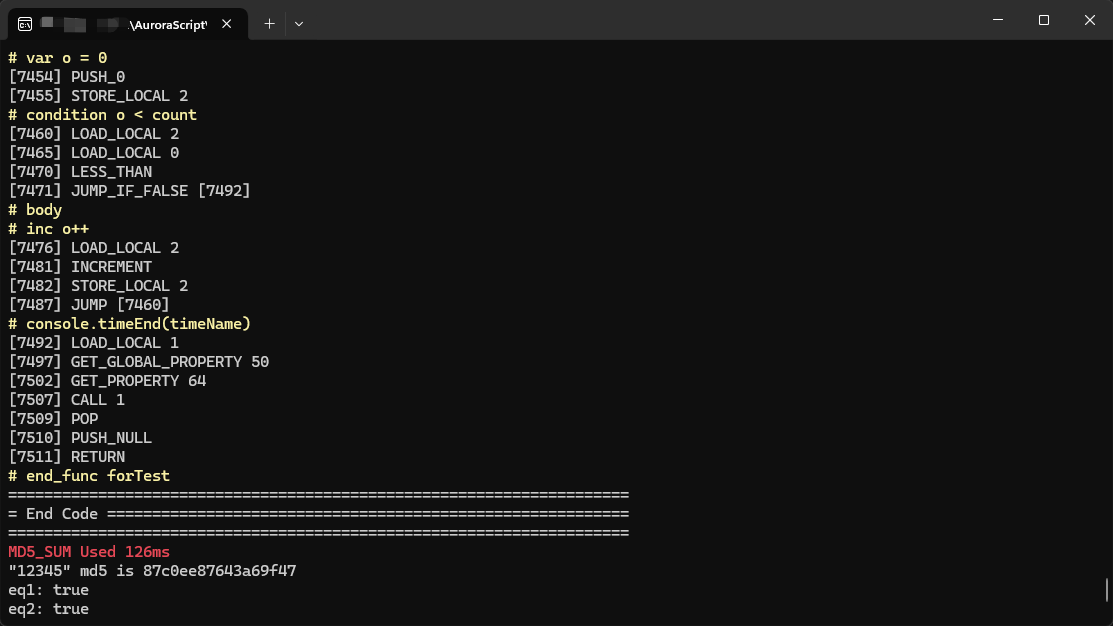 .\AuroraScript\
# var o = 0
[7454] PUSH_0
[7455] STORE_LOCAL 2
# condition o < count
[7460] LOAD_LOCAL 2
[7465] LOAD_LOCAL 0
[7470] LESS_THAN
[7471] JUMP_IF_FALSE [7492]
# body
# inc o++
[7476] LOAD_LOCAL 2
[7481] INCREMENT
[7482] STORE_LOCAL 2
[7487] JUMP [7460]
# console.timeEnd(timeName)
[7492] LOAD_LOCAL 1
[7497] GET_GLOBAL_PROPERTY 50
[7502] GET_PROPERTY 64
[7507] CALL 1
[7509] POP
[7510] PUSH_NULL
[7511] RETURN
# end_func forTest
=====================================================================
= End Code ==========================================================
=====================================================================
MD5_SUM Used 126ms
"12345" md5 is 87c0ee87643a69f47
eq1: true
eq2: true